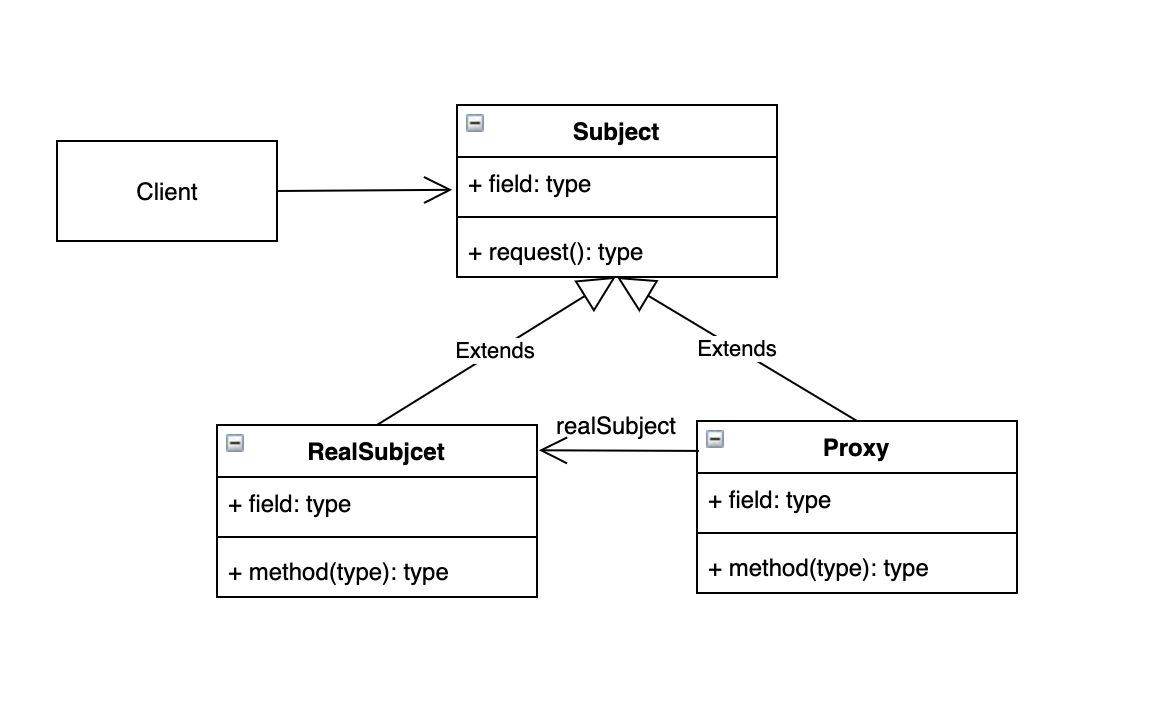 Subject
+ field: type
Client
+ request(): type
Extends
Extends
realSubject
RealSubjcet
Proxy
+ field: type
+ field: type
+ method(type): type
+ method(type): type